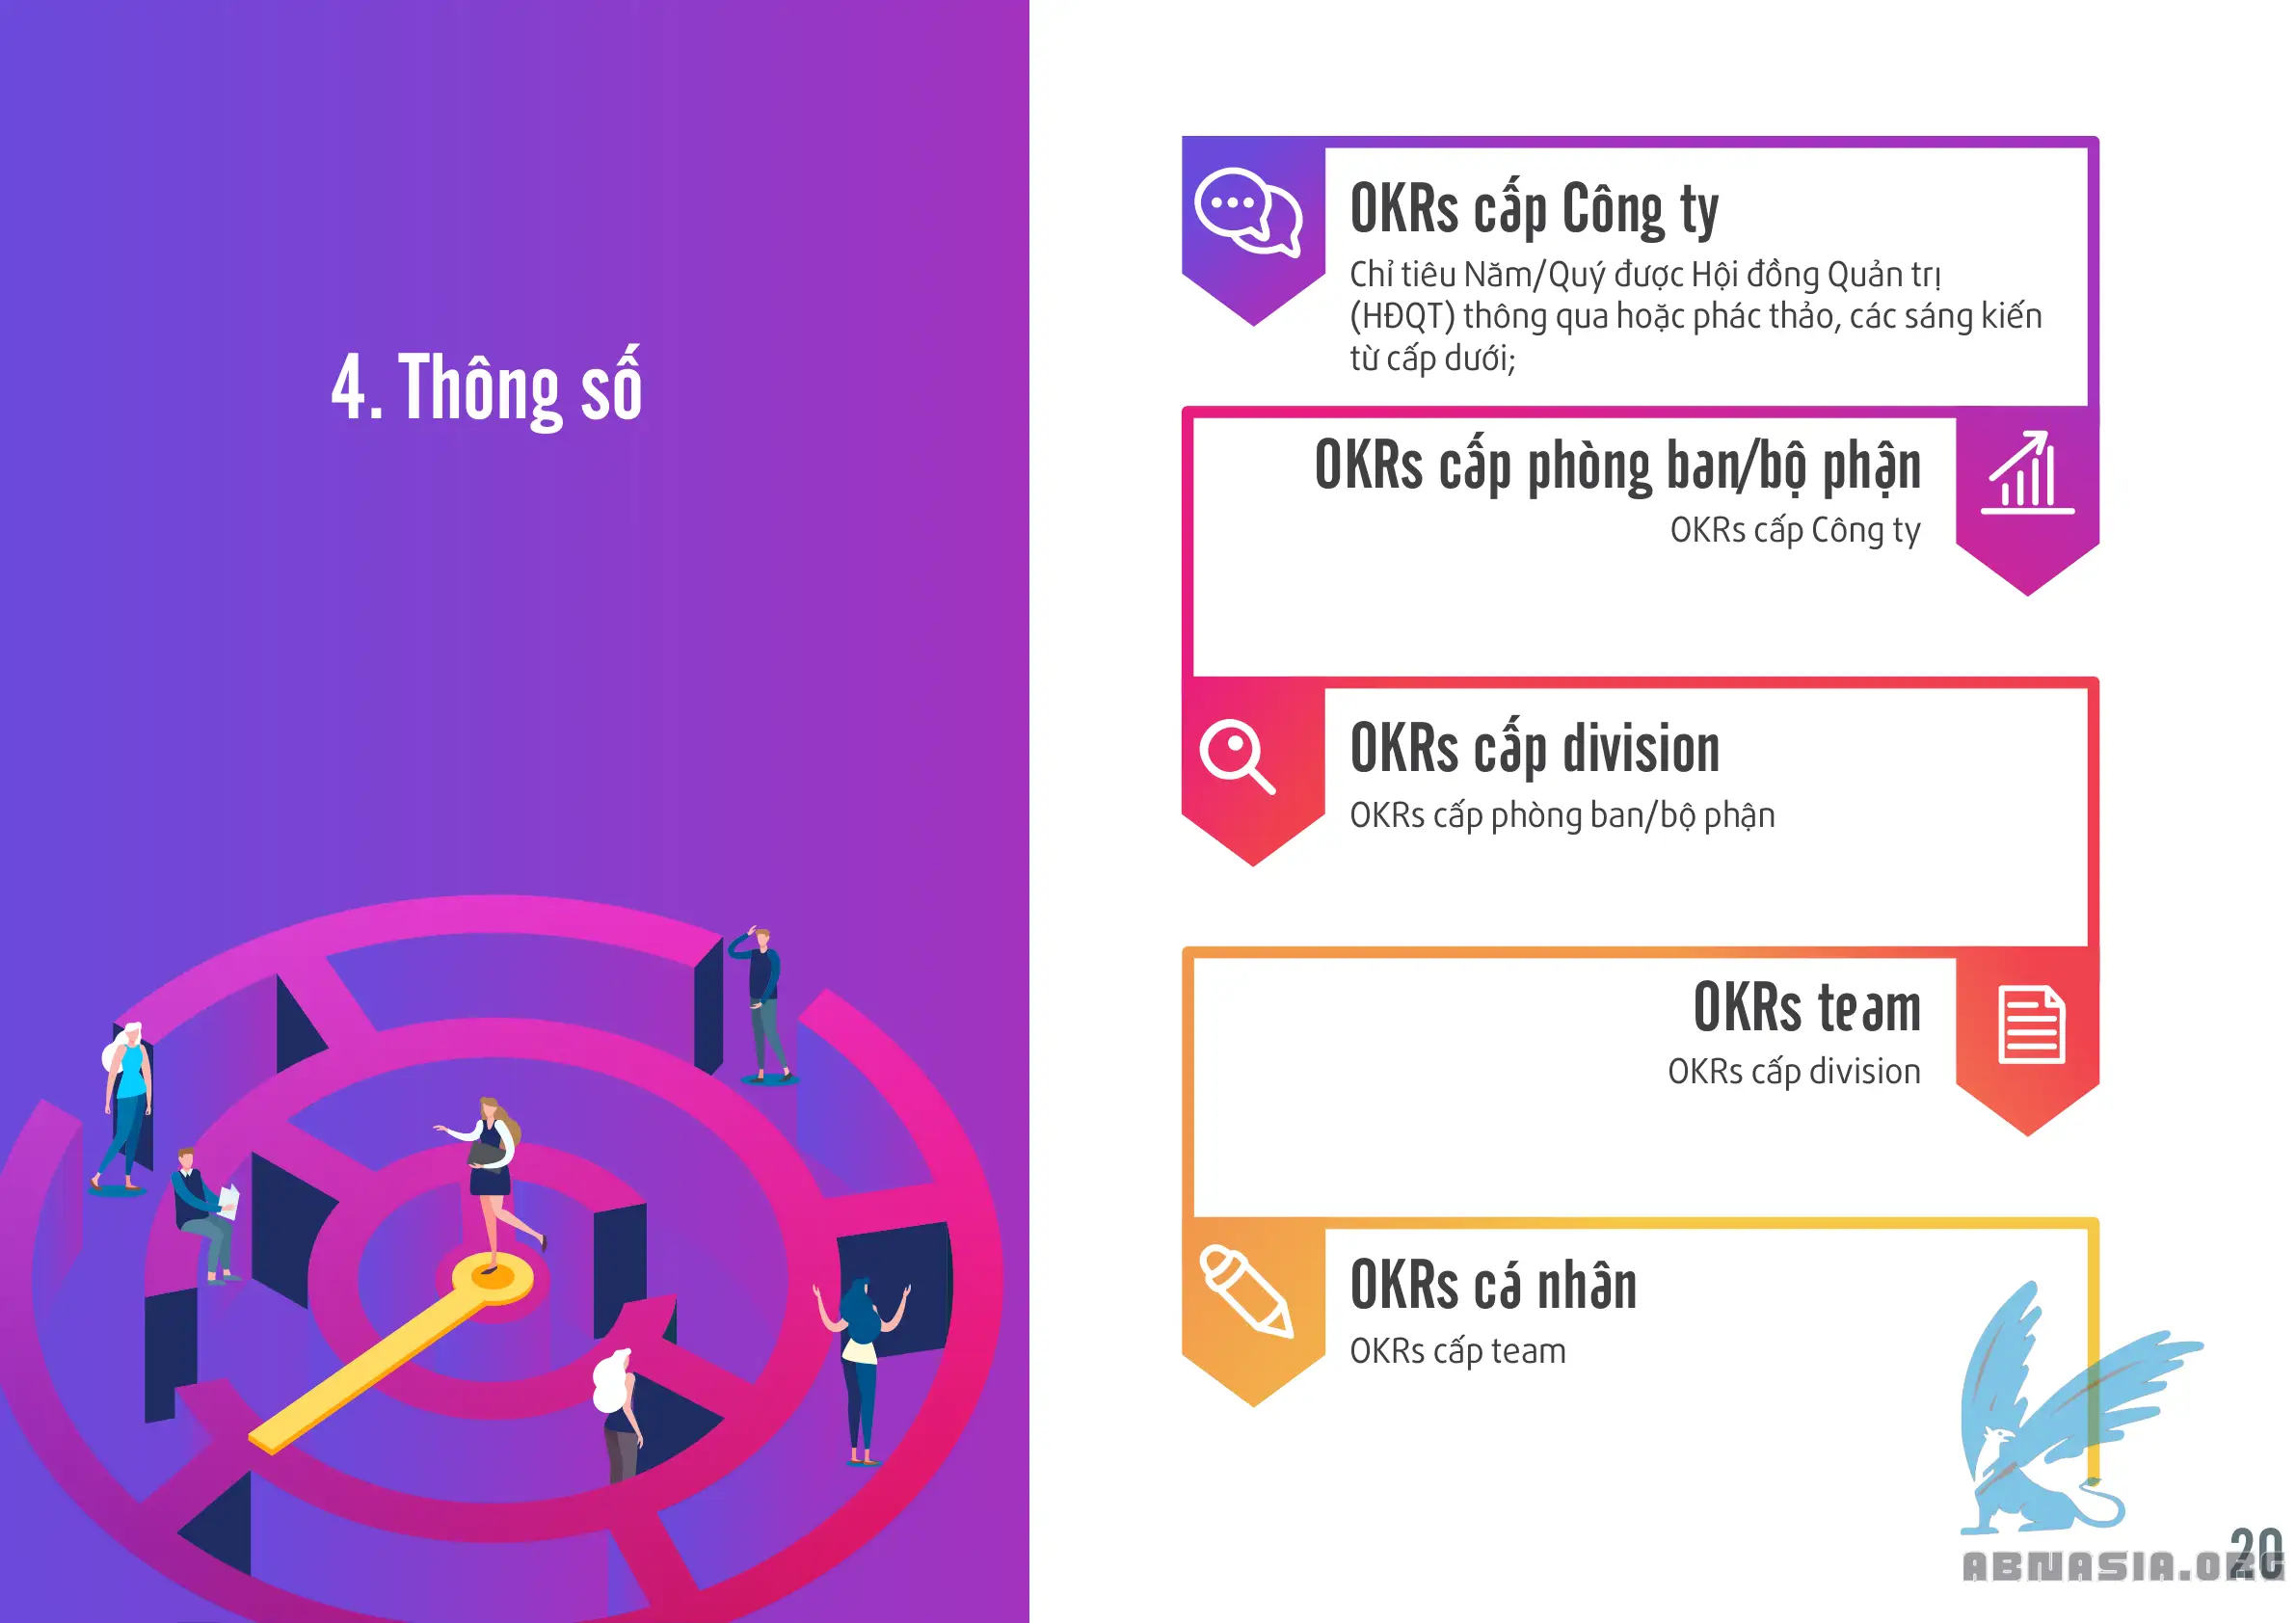 4. Thông số
OKRs cấp Công ty
Chỉ tiêu Năm/Quý được Hội đồng Quản trị
(HĐQT) thông qua hoặc phác thảo, các sáng kiến
từ cấp dưới;
OKRs cấp phòng ban/bộ phận
OKRs cấp Công ty
OKRs cấp division
OKRs cấp phòng ban/bộ phận
OKRs team
OKRs cấp division
OKRs cá nhân
OKRs cấp team
20
ABNASIA.ORG